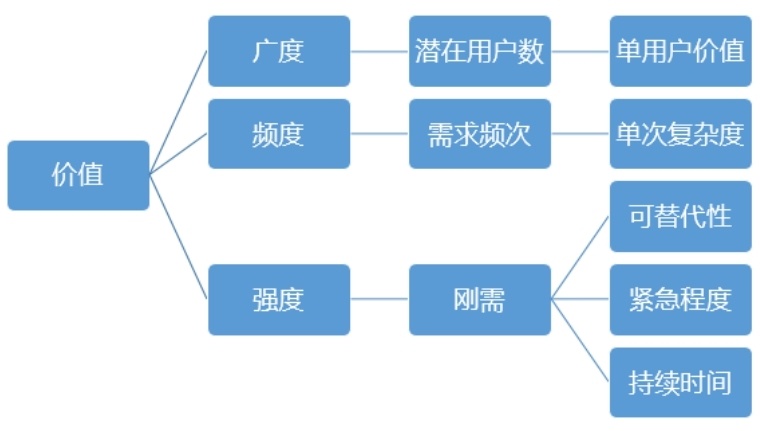 价值
广度
潜在用户数
单用户价值
频度
需求频次
单次复杂度
强度
刚需
可替代性
紧急程度
持续时间